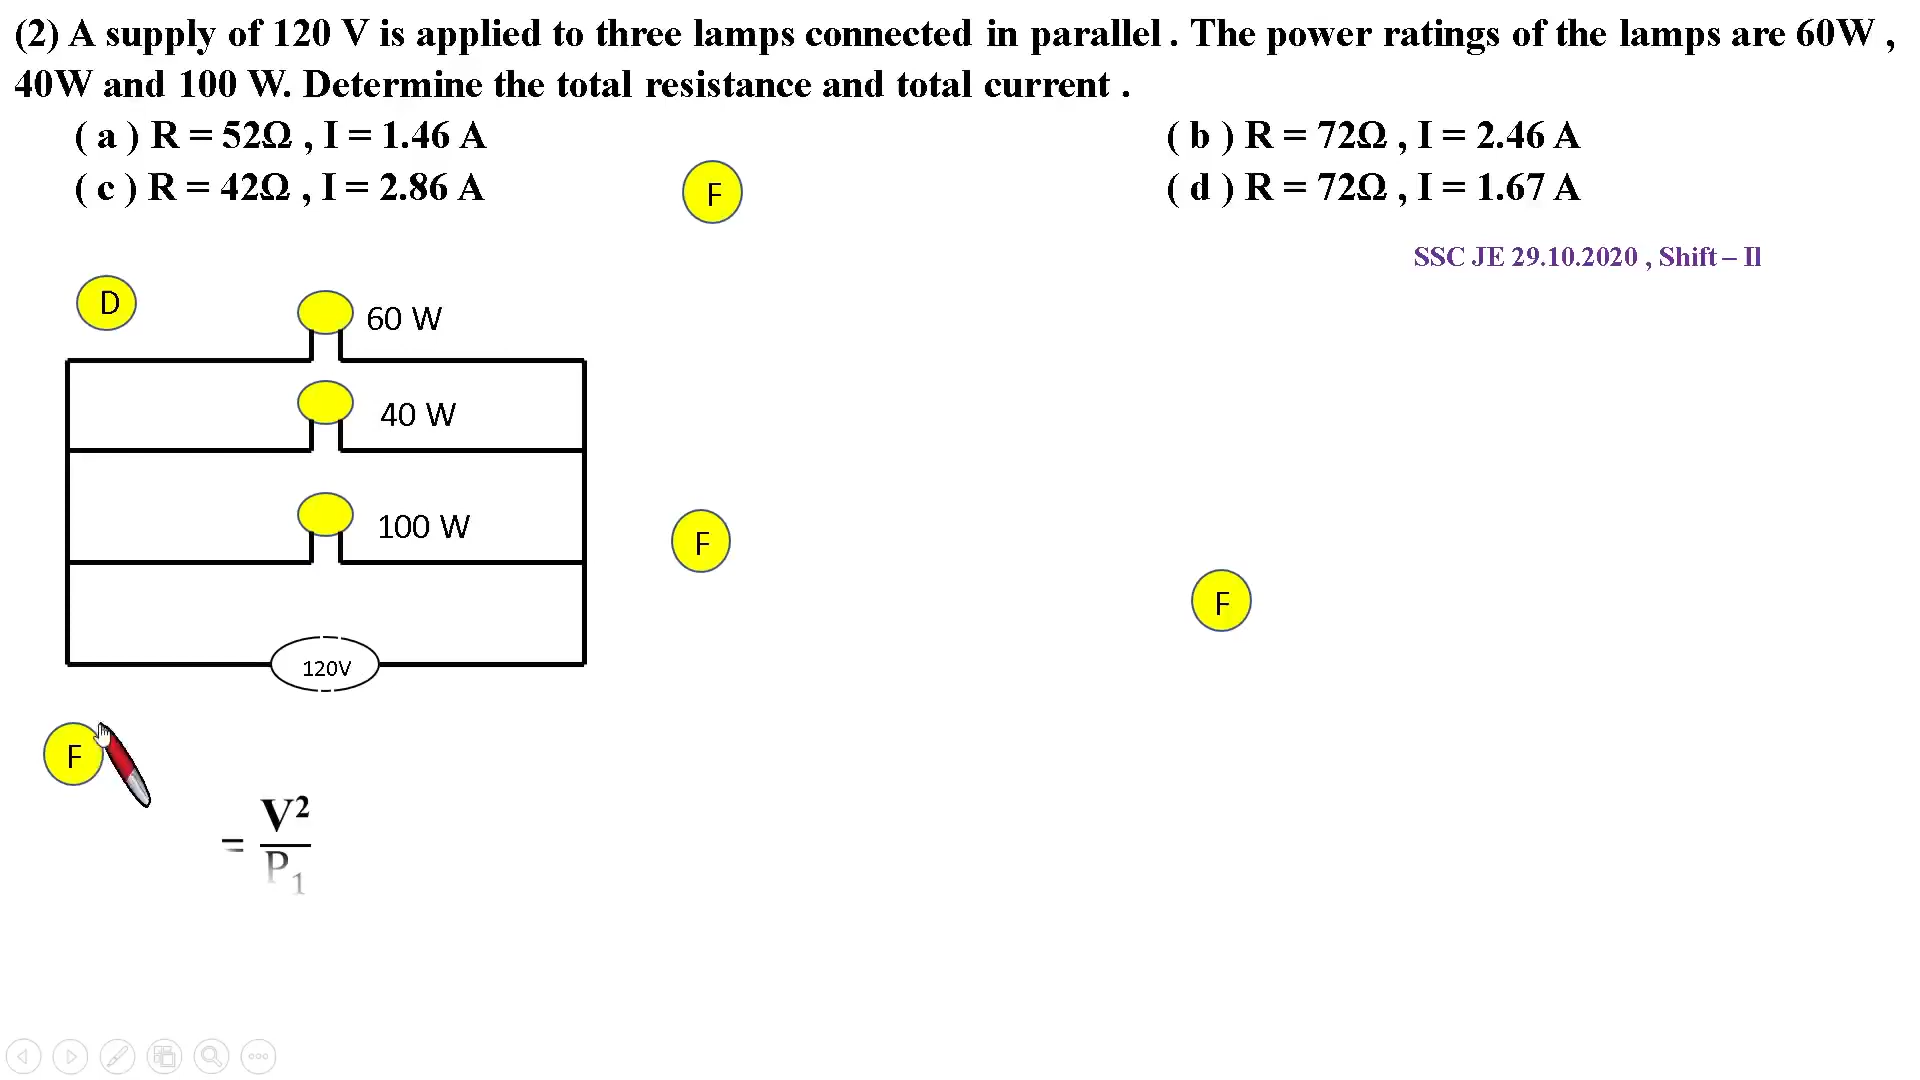 (2) A supply of 120 V is applied to three lamps connected in parallel . The power ratings of the lamps are 60W ,
40W and 100 W. Determine the total resistance and total current .
( a ) R = 52Ω , I = 1.46 A
( b ) R = 72Ω , I = 2.46 A
( c ) R = 42Ω , I = 2.86 A
( d ) R = 72Ω , I = 1.67 A
F
SSC JE 29.10.2020 , Shift – II
D
60 W
40 W
100 W
F
F
120V
F
= V²
P₁